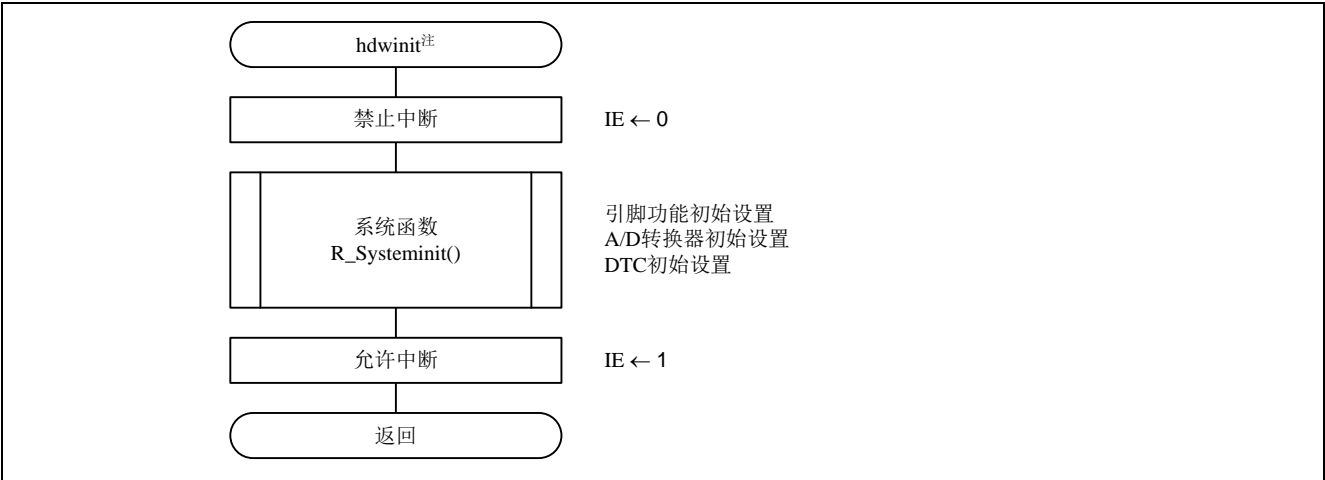 hdwinit注
禁止中断
IE ← 0
系统函数
R_Systeminit()
引脚功能初始设置
A/D转换器初始设置
DTC初始设置
允许中断
IE ← 1
返回